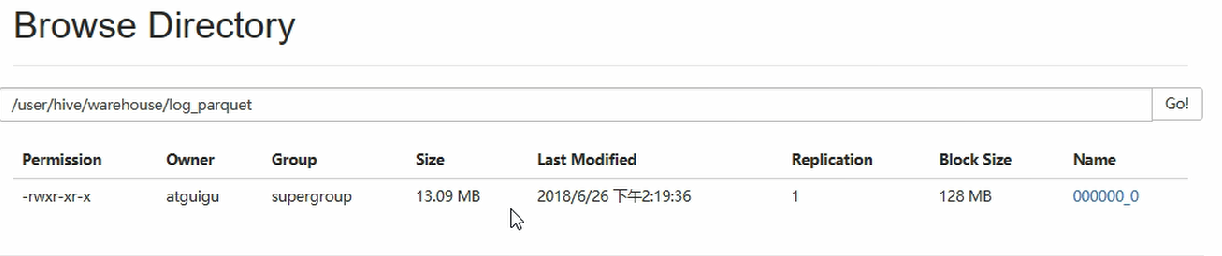 Browse Directory
/user/hive/warehouse/log_parquet Go!
Permission Owner Group Size Last Modified Replication Block Size Name
-rwxr-xr-x atguigu supergroup 13.09 MB 2018/6/26 下午2:19:36 1 128 MB 000000_0